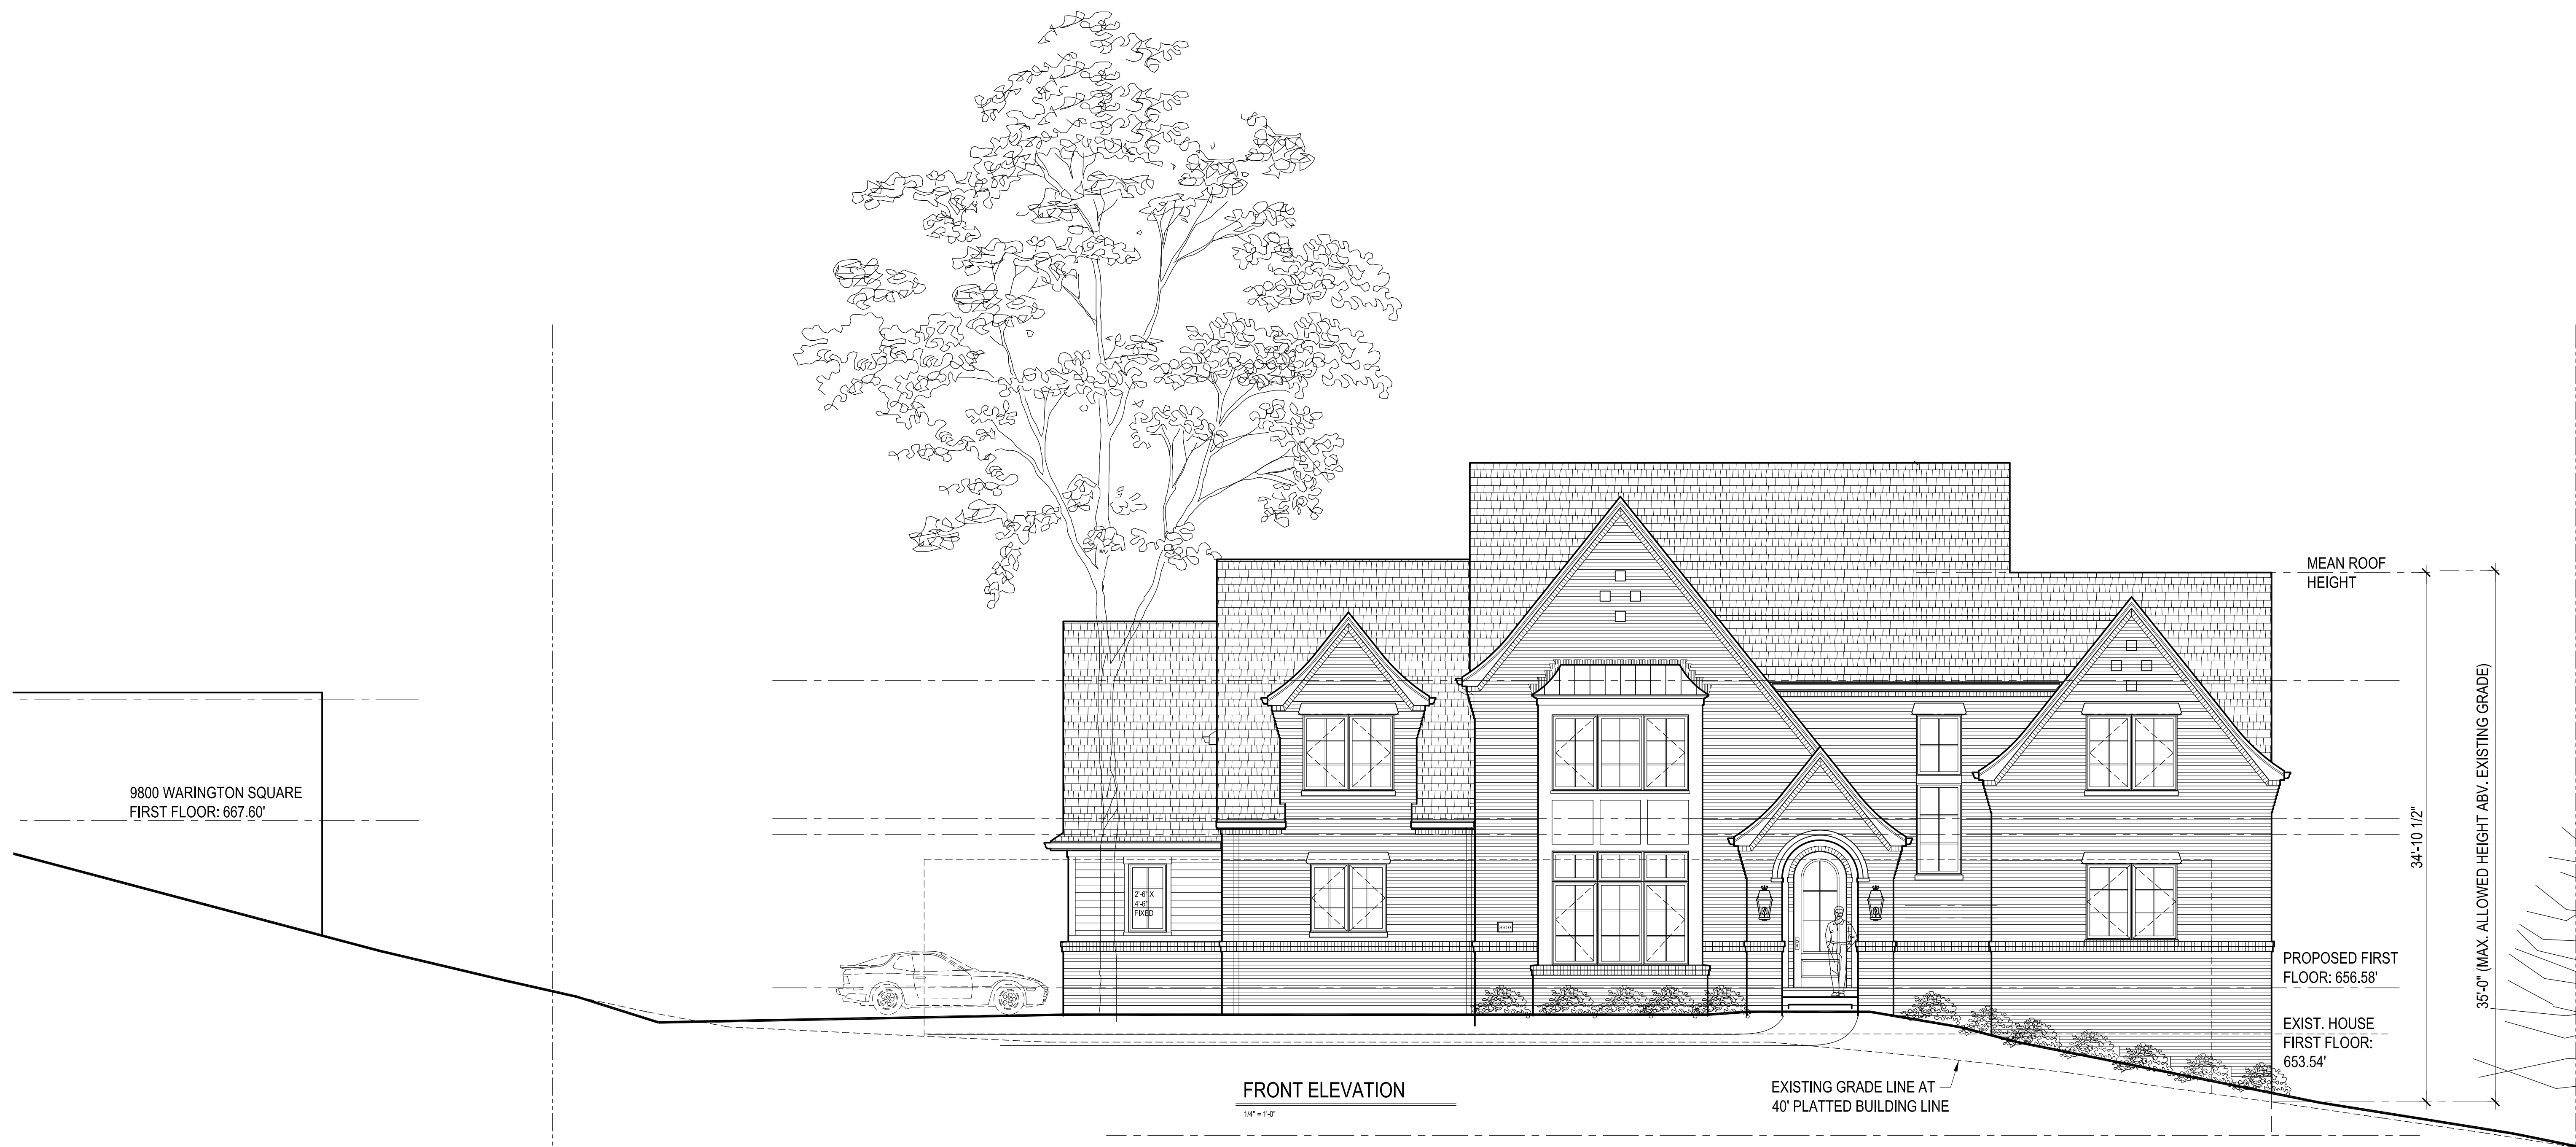 MEAN ROOF
HEIGHT
9800 WARINGTON SQUARE
FIRST FLOOR: 667.60'
2'-6" X
4'-6"
FIXED
34'-10 1/2"
35'-0" (MAX. ALLOWED HEIGHT ABV. EXISTING GRADE)
PROPOSED FIRST
FLOOR: 656.58'
EXIST. HOUSE
FIRST FLOOR:
653.54'
FRONT ELEVATION
1/4" = 1'-0"
EXISTING GRADE LINE AT
40' PLATTED BUILDING LINE